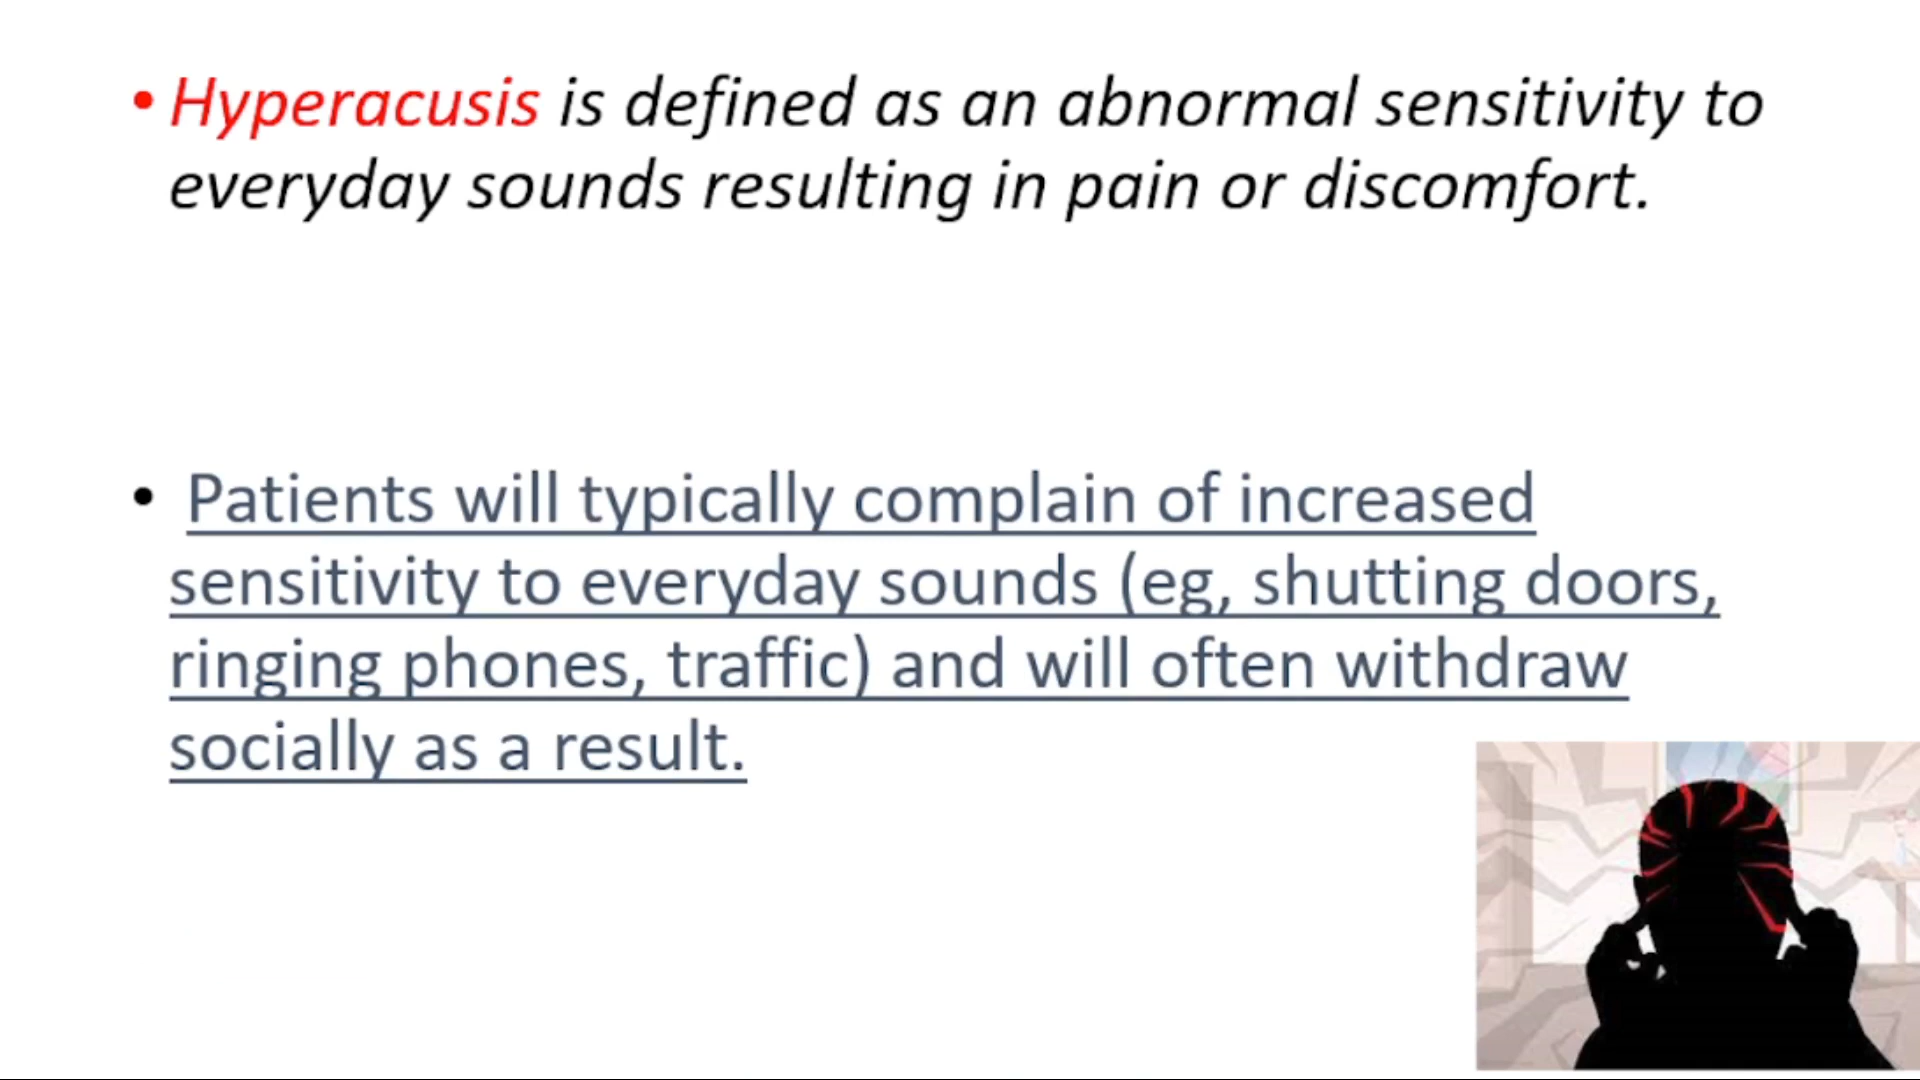 • Hyperacusis is defined as an abnormal sensitivity to
everyday sounds resulting in pain or discomfort.
• Patients will typically complain of increased
sensitivity to everyday sounds (eg, shutting doors,
ringing phones, traffic) and will often withdraw
socially as a result.